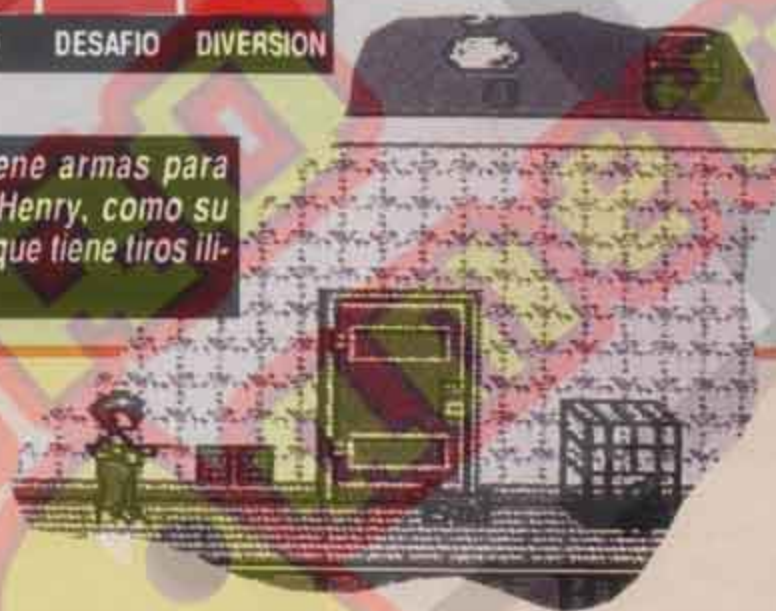 DESAFIO DIVERSION
ene armas para
Henry, como su
que tiene tiros ili-